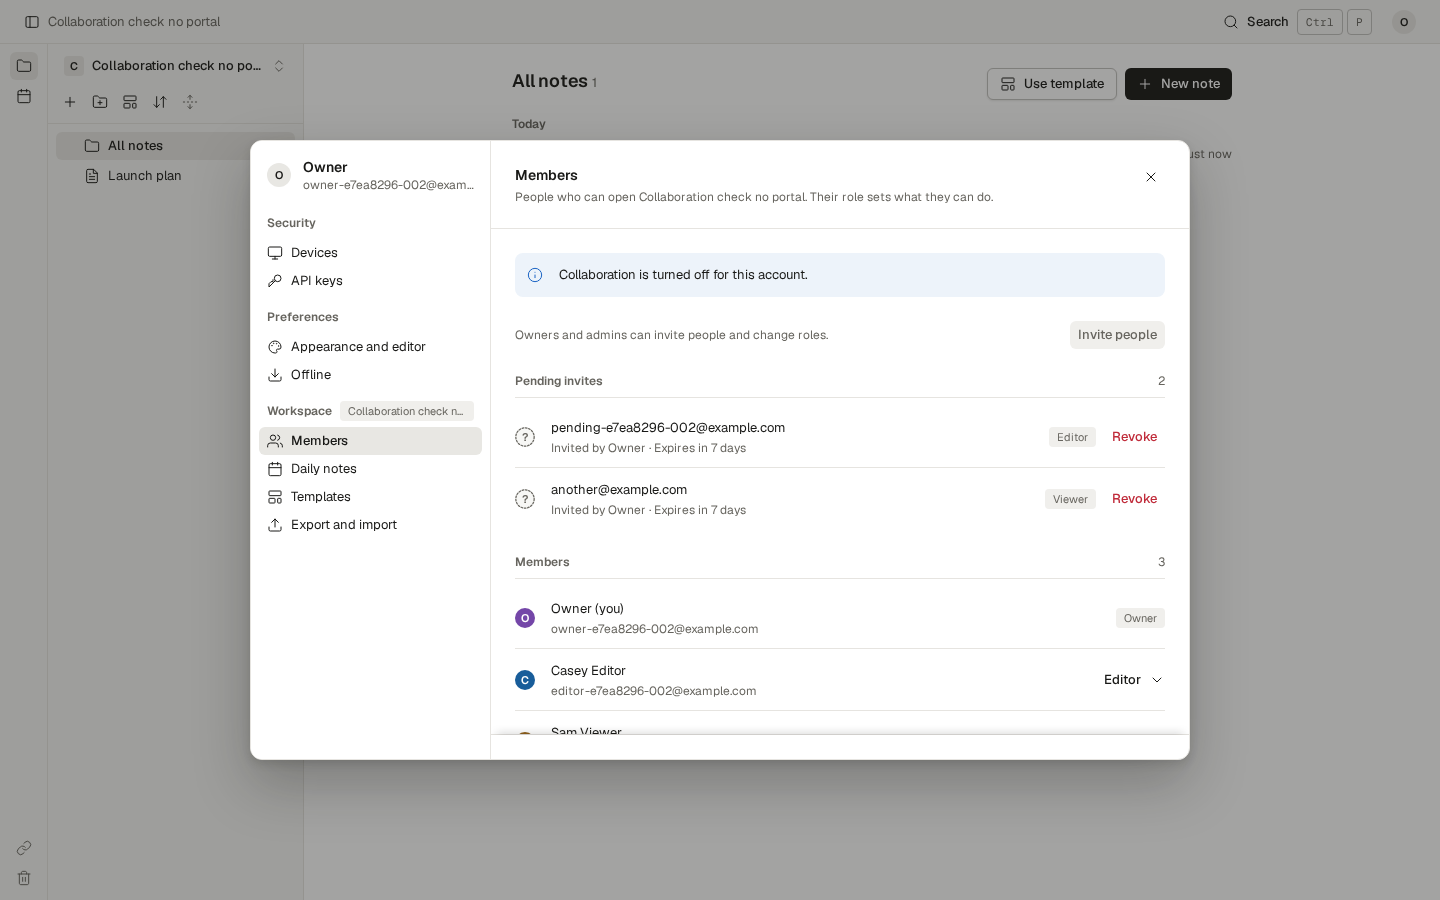 Collaboration check no portal
Search
Ctrl
P
O
C
Collaboration check no po...
All notes
Launch plan
All notes 1
Use template
New note
Today
ust now
O
Owner
owner-e7ea8296-002@exam...
Security
Devices
API keys
Preferences
Appearance and editor
Offline
Workspace
Collaboration check n...
Members
Daily notes
Templates
Export and import
Members
People who can open Collaboration check no portal. Their role sets what they can do.
Collaboration is turned off for this account.
Owners and admins can invite people and change roles.
Invite people
Pending invites
2
?
pending-e7ea8296-002@example.com
Invited by Owner · Expires in 7 days
Editor
Revoke
?
another@example.com
Invited by Owner · Expires in 7 days
Viewer
Revoke
Members
3
O
Owner (you)
owner-e7ea8296-002@example.com
Owner
C
Casey Editor
editor-e7ea8296-002@example.com
Editor
Sam Viewer